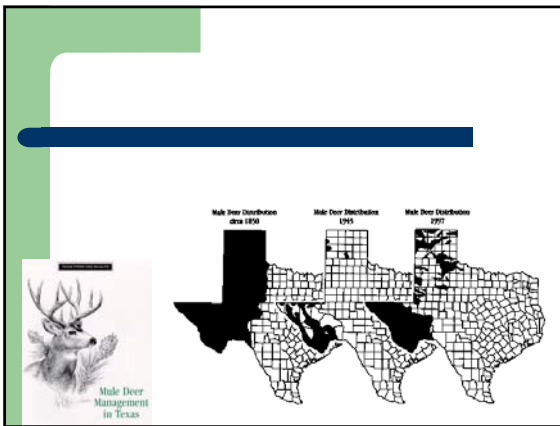 Mule Deer Distribution
circa 1850
Mule Deer Distribution
1945
Mule Deer Distribution
1997
Mule Deer
Management
in Texas